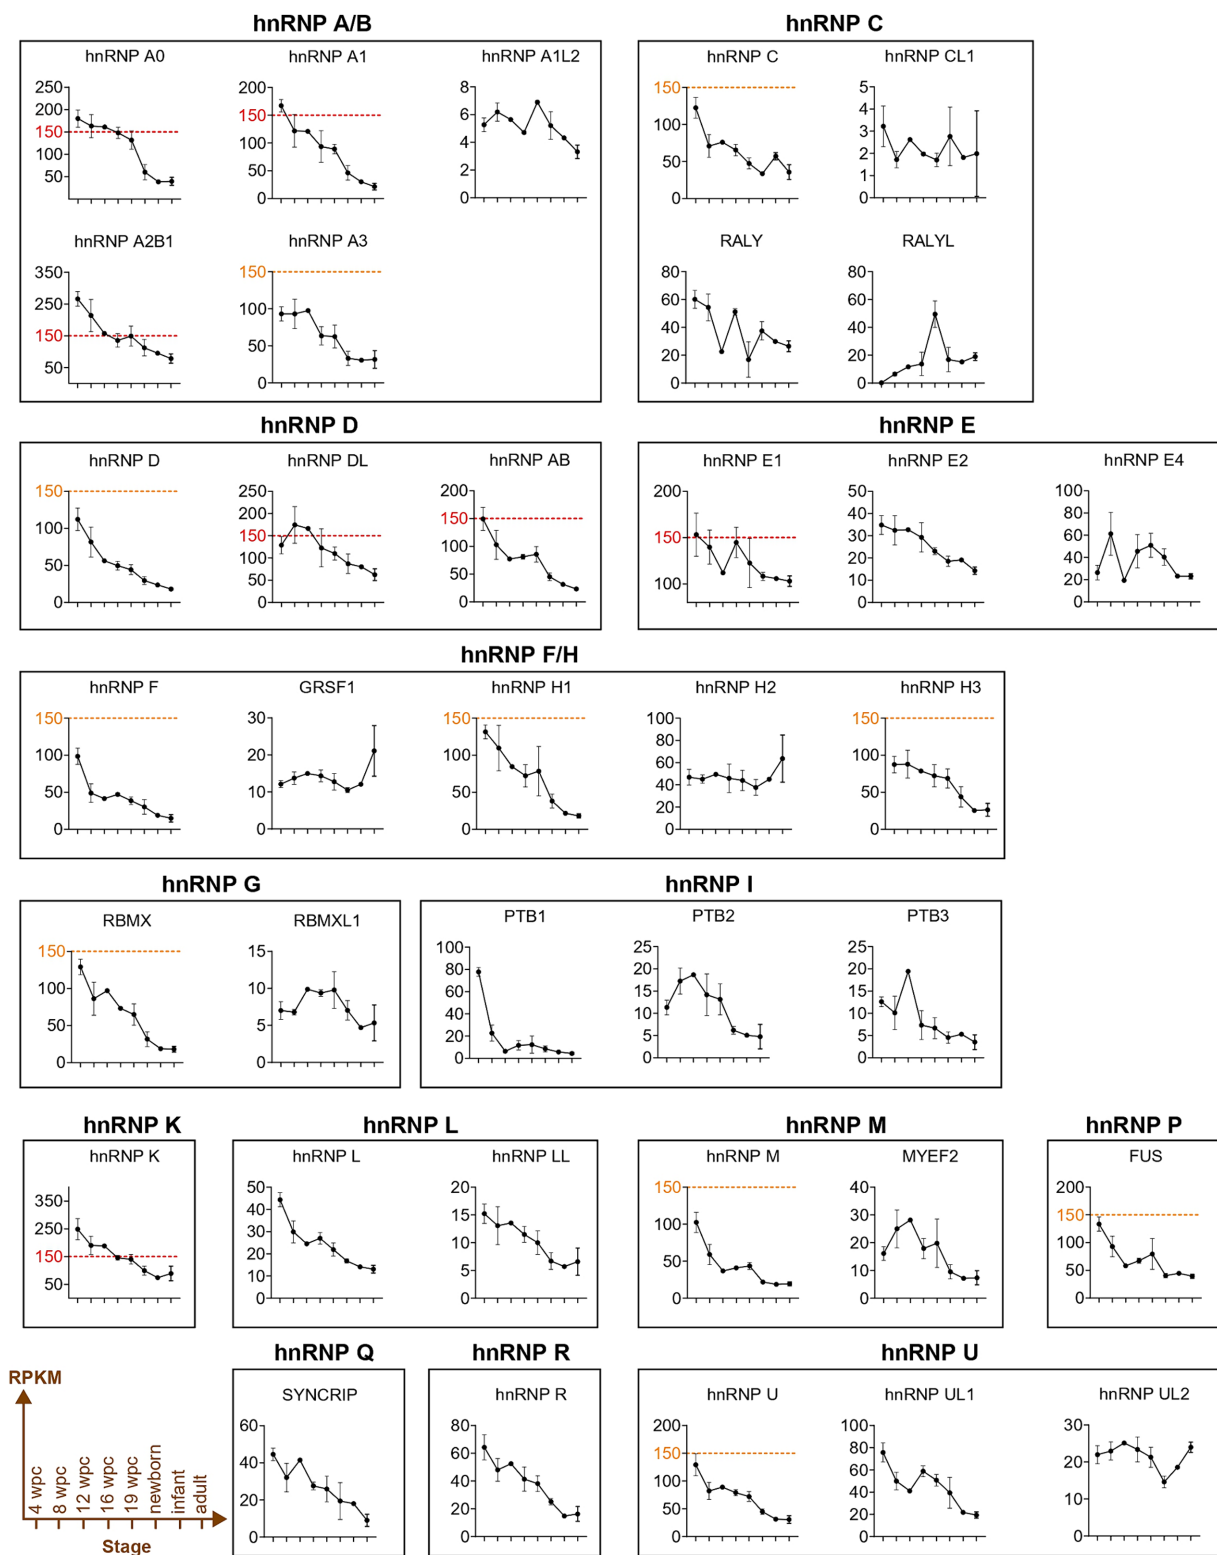 hnRNP A/B
hnRNP C
hnRNP A0
hnRNP A1
hnRNP A1L2
hnRNP C
hnRNP CL1
250
200
150
100
50
200
150
100
50
0
8
6
4
2
0
150
100
50
0
5
4
3
2
1
0
hnRNP A2B1
hnRNP A3
RALY
RALYL
350
250
150
50
150
100
50
0
80
60
40
20
0
80
60
40
20
0
hnRNP D
hnRNP E
hnRNP D
hnRNP DL
hnRNP AB
hnRNP E1
hnRNP E2
hnRNP E4
150
100
50
0
250
200
150
100
50
0
200
150
100
50
0
200
150
100
50
40
30
20
10
0
100
80
60
40
20
0
hnRNP F/H
hnRNP F
GRSF1
hnRNP H1
hnRNP H2
hnRNP H3
150
100
50
0
30
20
10
0
150
100
50
0
100
80
60
40
20
0
150
100
50
0
hnRNP G
hnRNP I
RBMX
RBMXL1
PTB1
PTB2
PTB3
150
100
50
0
15
10
5
0
100
80
60
40
20
0
25
20
15
10
5
0
25
20
15
10
5
0
hnRNP K
hnRNP L
hnRNP M
hnRNP P
hnRNP K
hnRNP L
hnRNP LL
hnRNP M
MYEF2
FUS
350
250
150
50
50
40
30
20
10
0
20
15
10
5
0
150
100
50
0
40
30
20
10
0
200
150
100
50
0
hnRNP Q
hnRNP R
hnRNP U
RPKM
4 wpc
8 wpc
12 wpc
16 wpc
19 wpc
newborn
infant
adult
Stage
SYNCRIP
hnRNP R
hnRNP U
hnRNP UL1
hnRNP UL2
60
40
20
0
80
60
40
20
0
200
150
100
50
0
100
80
60
40
20
0
30
20
10
0